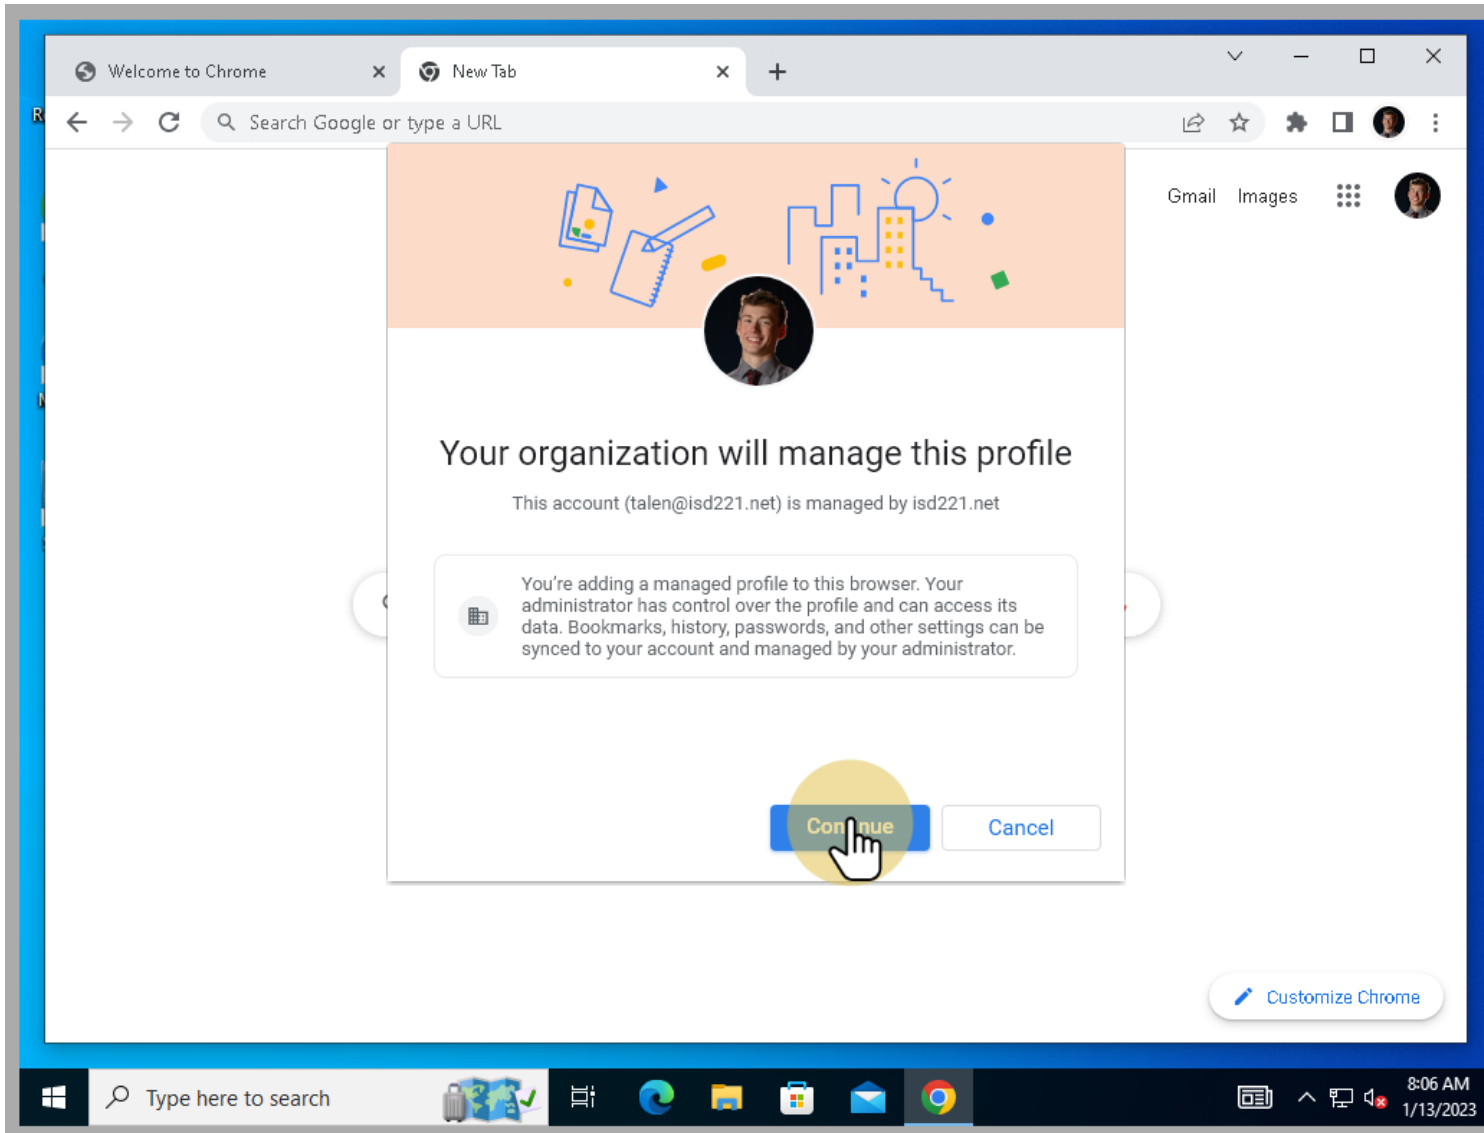 Welcome to Chrome
New Tab
Search Google or type a URL
Gmail Images
Your organization will manage this profile
This account (talen@isd221.net) is managed by isd221.net
You're adding a managed profile to this browser. Your
administrator has control over the profile and can access its
data. Bookmarks, history, passwords, and other settings can be
synced to your account and managed by your administrator.
Continue
Cancel
Customize Chrome
Type here to search
8:06 AM
1/13/2023